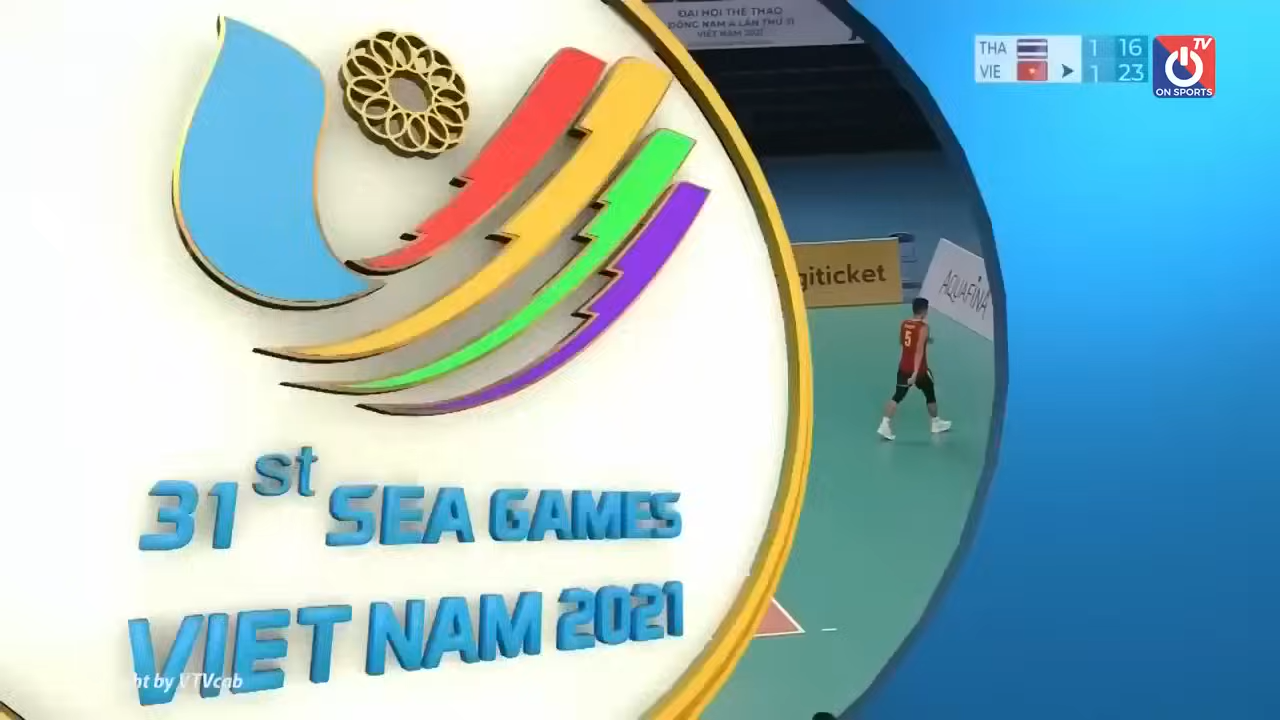 ĐẠI HỘI THỂ THAO
ĐÔNG NAM Á LẦN THỨ 31
VIỆT NAM 2021
THA 1 16
VIE 1 23
TV
ON SPORTS
giticket
AQUAFINA
5
31st SEA GAMES
VIET NAM 2021
ht by VTVcab